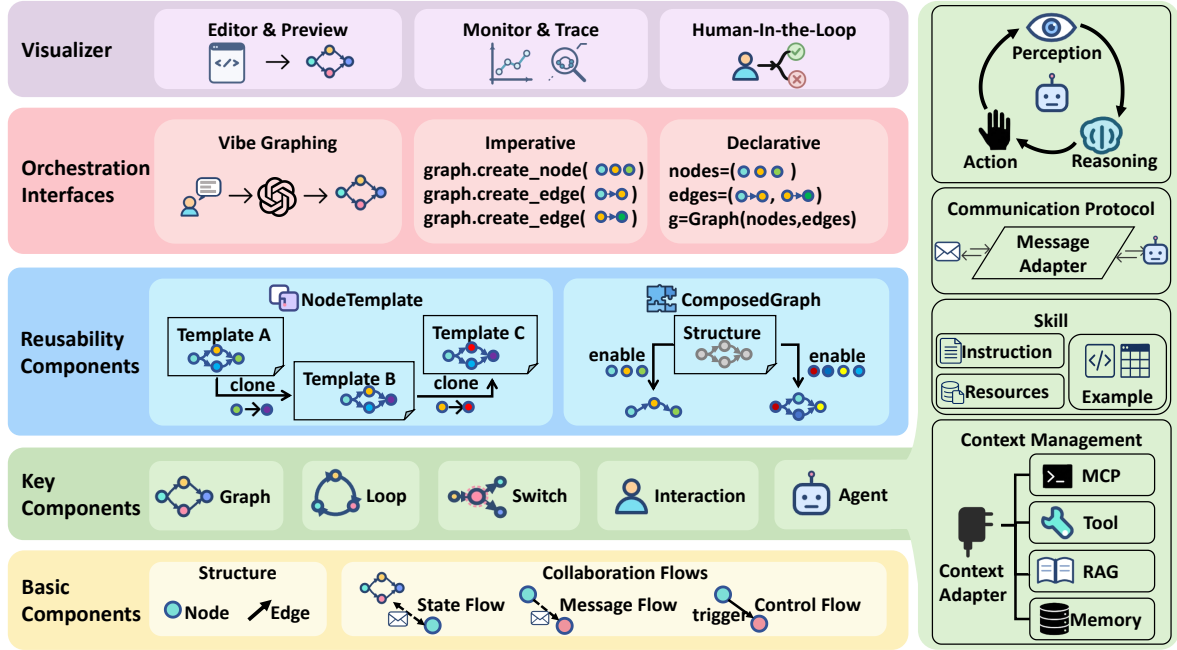 Visualizer
Editor & Preview
</>
Monitor & Trace
Human-In-the-Loop
Orchestration
Interfaces
Vibe Graphing
Imperative
graph.create_node( )
graph.create_edge( )
graph.create_edge( )
Declarative
nodes=( )
edges=( , )
g=Graph(nodes,edges)
Reusability
Components
NodeTemplate
Template A
clone
Template B
clone
Template C
ComposedGraph
Structure
enable
enable
Key
Components
Graph
Loop
Switch
Interaction
Agent
Basic
Components
Structure
Node
Edge
Collaboration Flows
State Flow
Message Flow
trigger
Control Flow
Perception
Action
Reasoning
Communication Protocol
Message
Adapter
Skill
Instruction
Resources
</>
Example
Context Management
Context
Adapter
>_
MCP
Tool
RAG
Memory